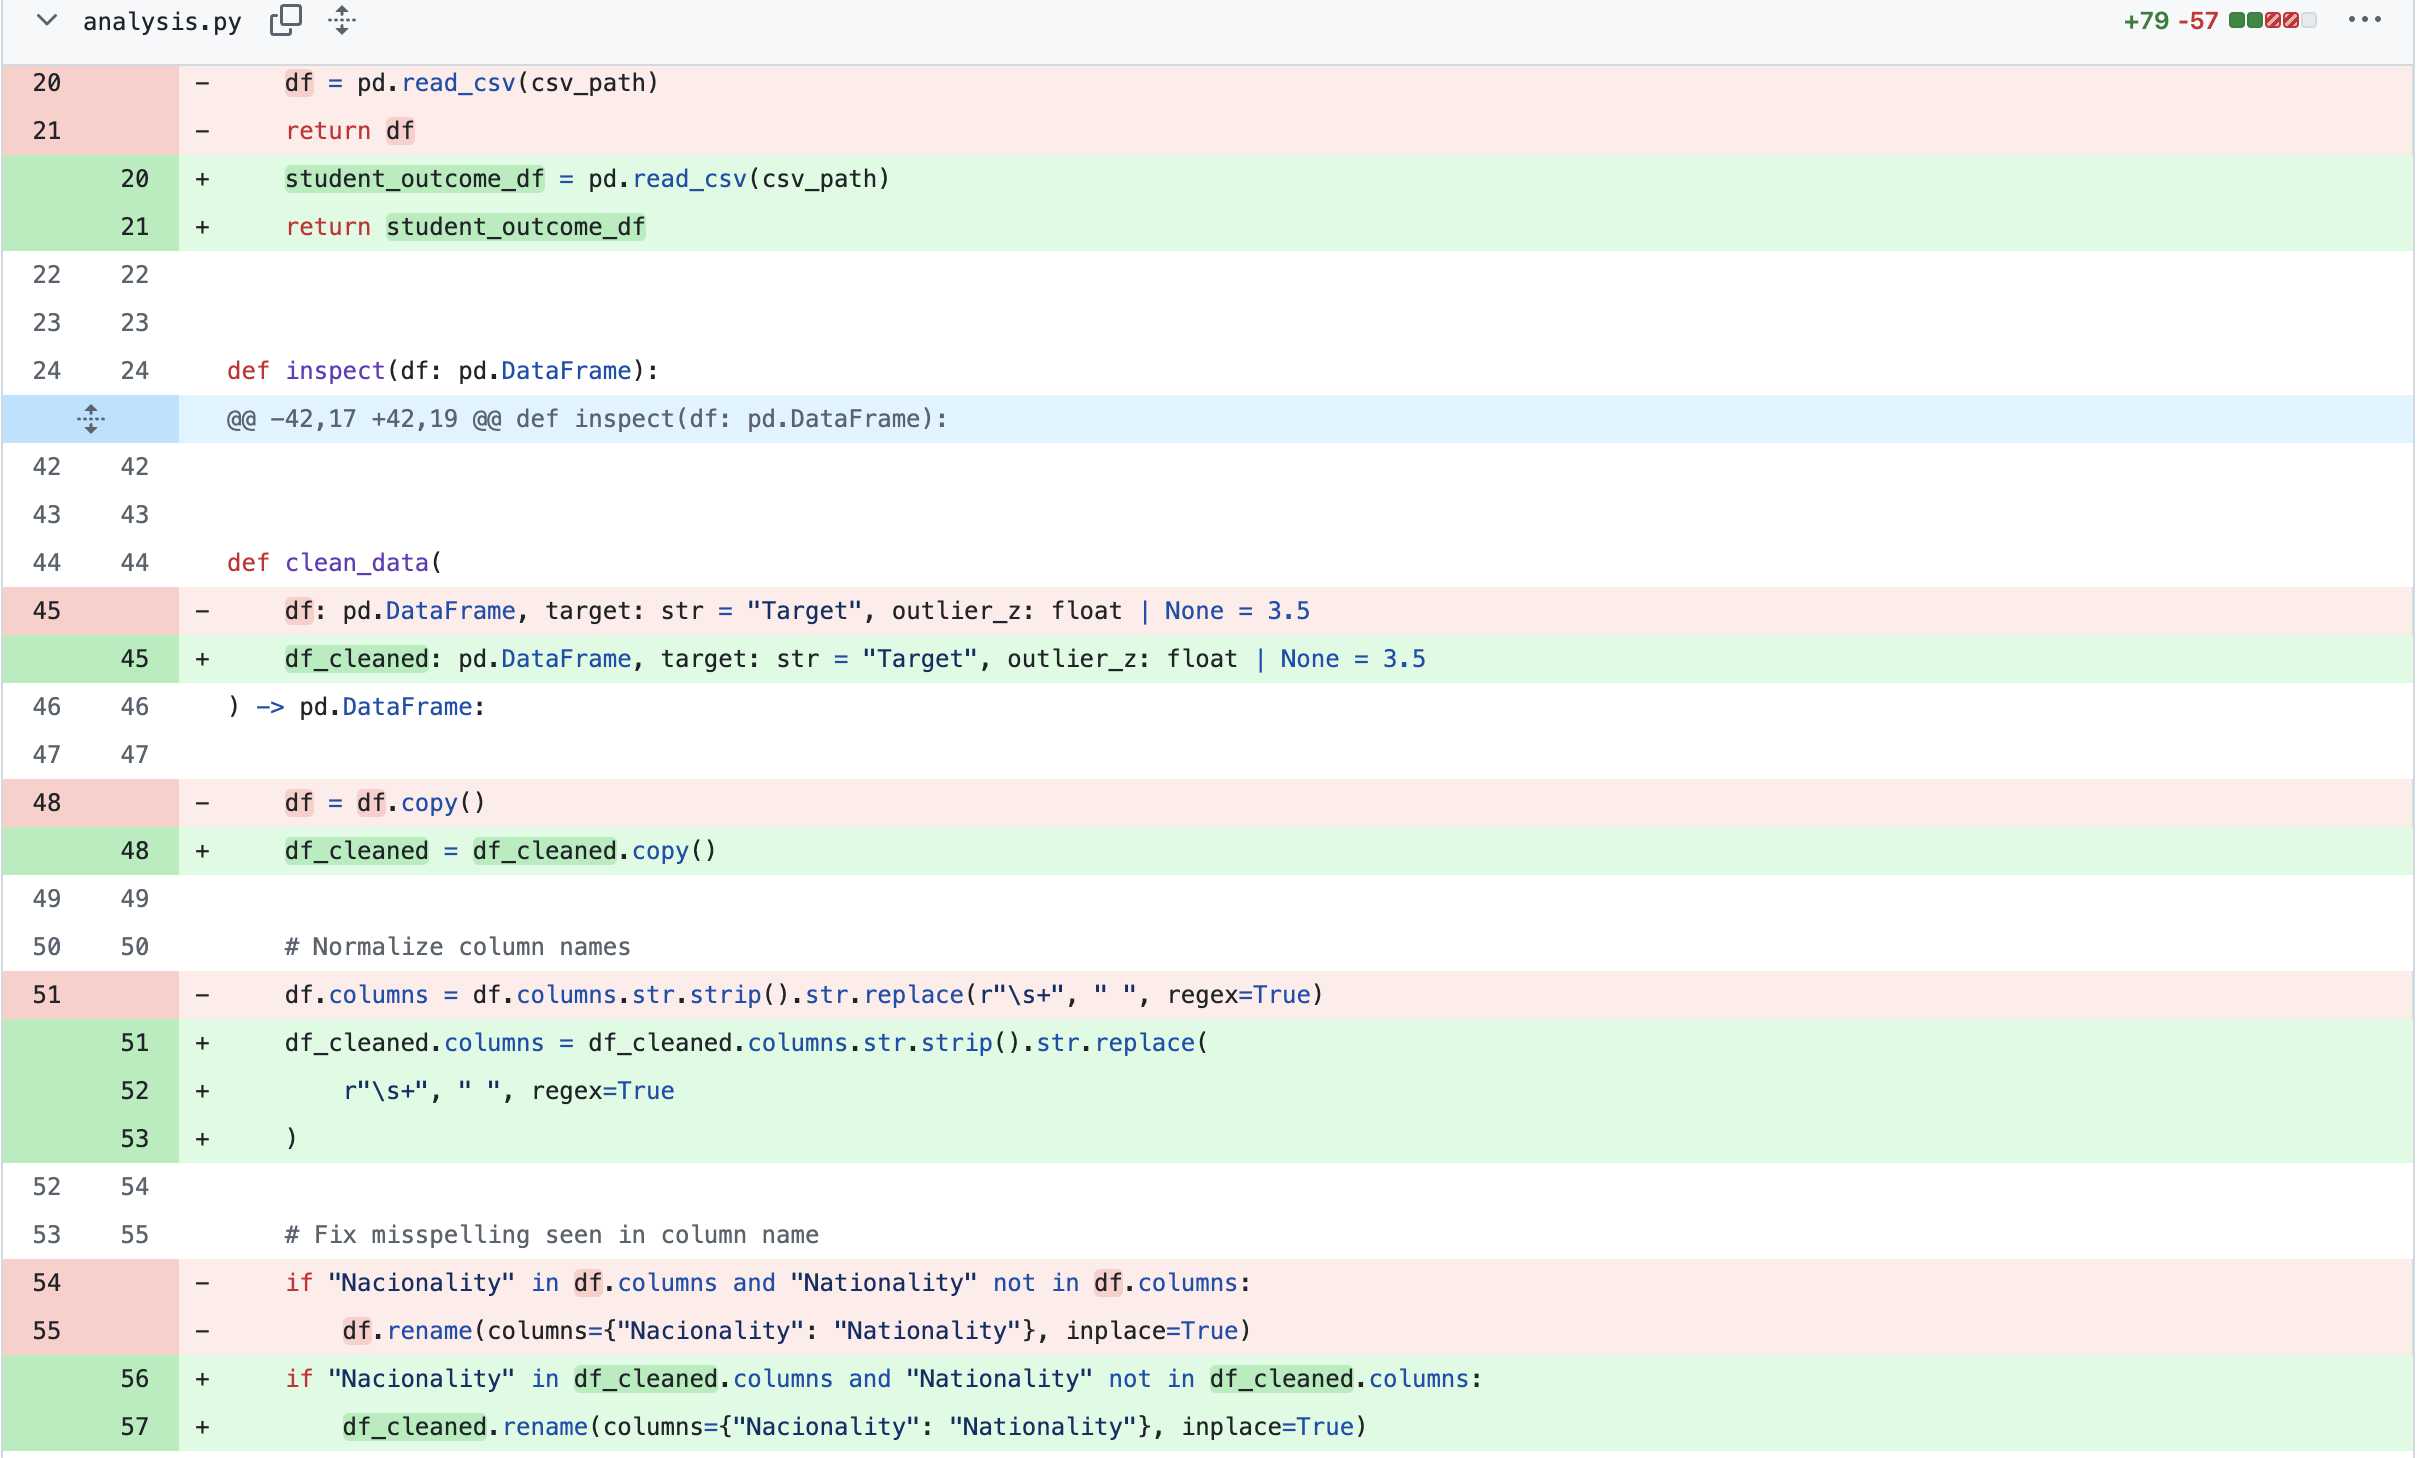 analysis.py +79 -57
20 - df = pd.read_csv(csv_path)
21 - return df
20 + student_outcome_df = pd.read_csv(csv_path)
21 + return student_outcome_df
22 22
23 23
24 24 def inspect(df: pd.DataFrame):
@@ -42,17 +42,19 @@ def inspect(df: pd.DataFrame):
42 42
43 43
44 44 def clean_data(
45 - df: pd.DataFrame, target: str = "Target", outlier_z: float | None = 3.5
45 + df_cleaned: pd.DataFrame, target: str = "Target", outlier_z: float | None = 3.5
46 46 ) -> pd.DataFrame:
47 47
48 - df = df.copy()
48 + df_cleaned = df_cleaned.copy()
49 49
50 50 # Normalize column names
51 - df.columns = df.columns.str.strip().str.replace(r"\s+", " ", regex=True)
51 + df_cleaned.columns = df_cleaned.columns.str.strip().str.replace(
52 + r"\s+", " ", regex=True
53 + )
52 54
53 55 # Fix misspelling seen in column name
54 - if "Nacionality" in df.columns and "Nationality" not in df.columns:
55 - df.rename(columns={"Nacionality": "Nationality"}, inplace=True)
56 + if "Nacionality" in df_cleaned.columns and "Nationality" not in df_cleaned.columns:
57 + df_cleaned.rename(columns={"Nacionality": "Nationality"}, inplace=True)